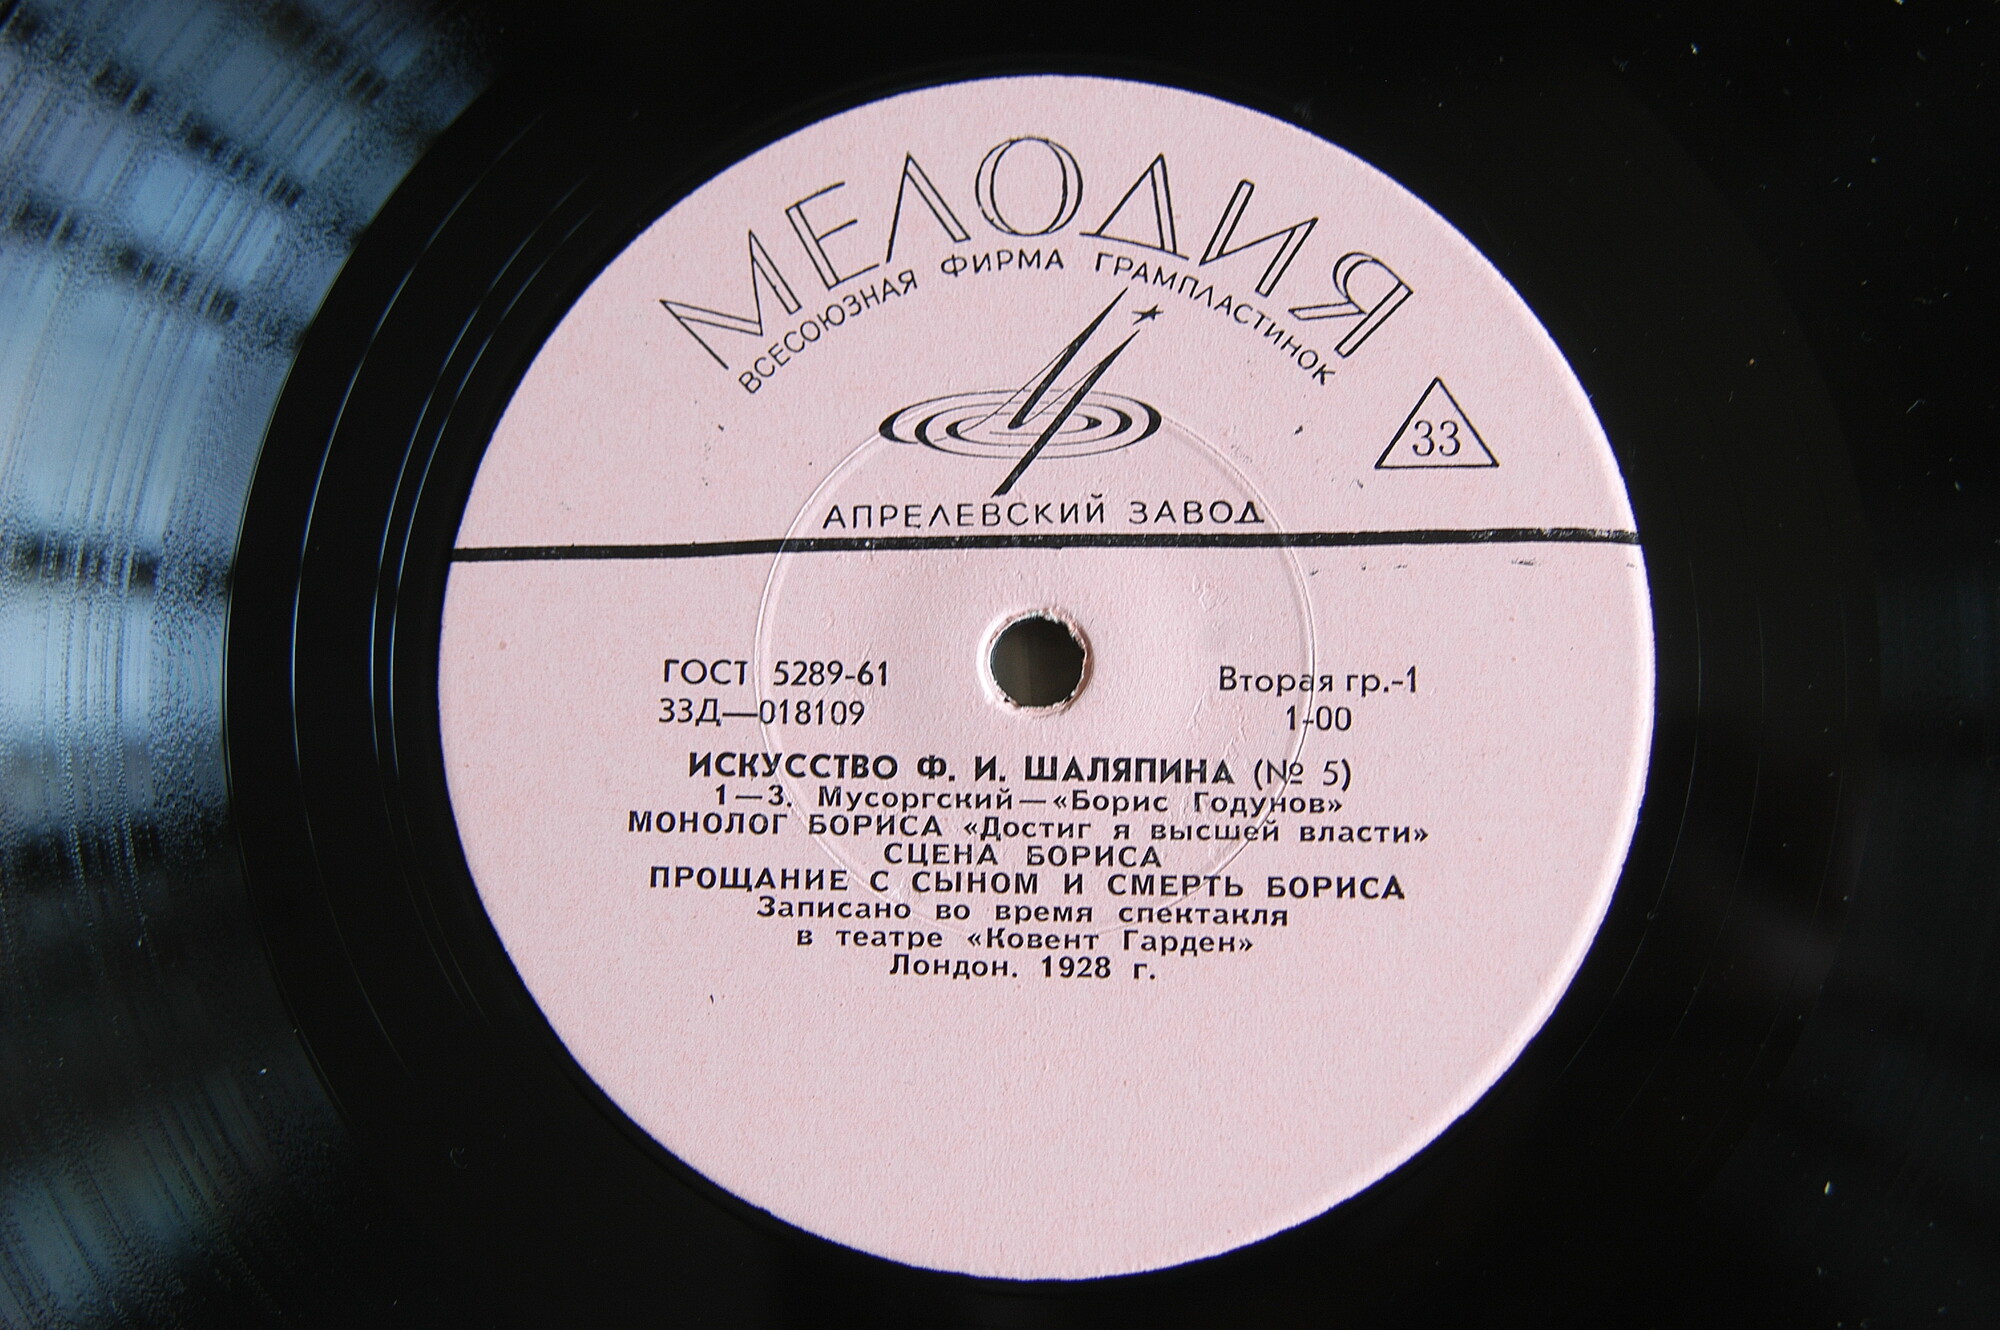 МЕЛОДИЯ
ВСЕСОЮЗНАЯ ФИРМА ГРАМПЛАСТИНОК
33
АПРЕЛЕВСКИЙ ЗАВОД
ГОСТ 5289-61
Вторая гр.-1
33Д—018109
1-00
ИСКУССТВО Ф. И. ШАЛЯПИНА (№ 5)
1—3. Мусоргский—«Борис Годунов»
МОНОЛОГ БОРИСА «Достиг я высшей власти»
СЦЕНА БОРИСА
ПРОЩАНИЕ С СЫНОМ И СМЕРТЬ БОРИСА
Записано во время спектакля
в театре «Ковент Гарден»
Лондон. 1928 г.